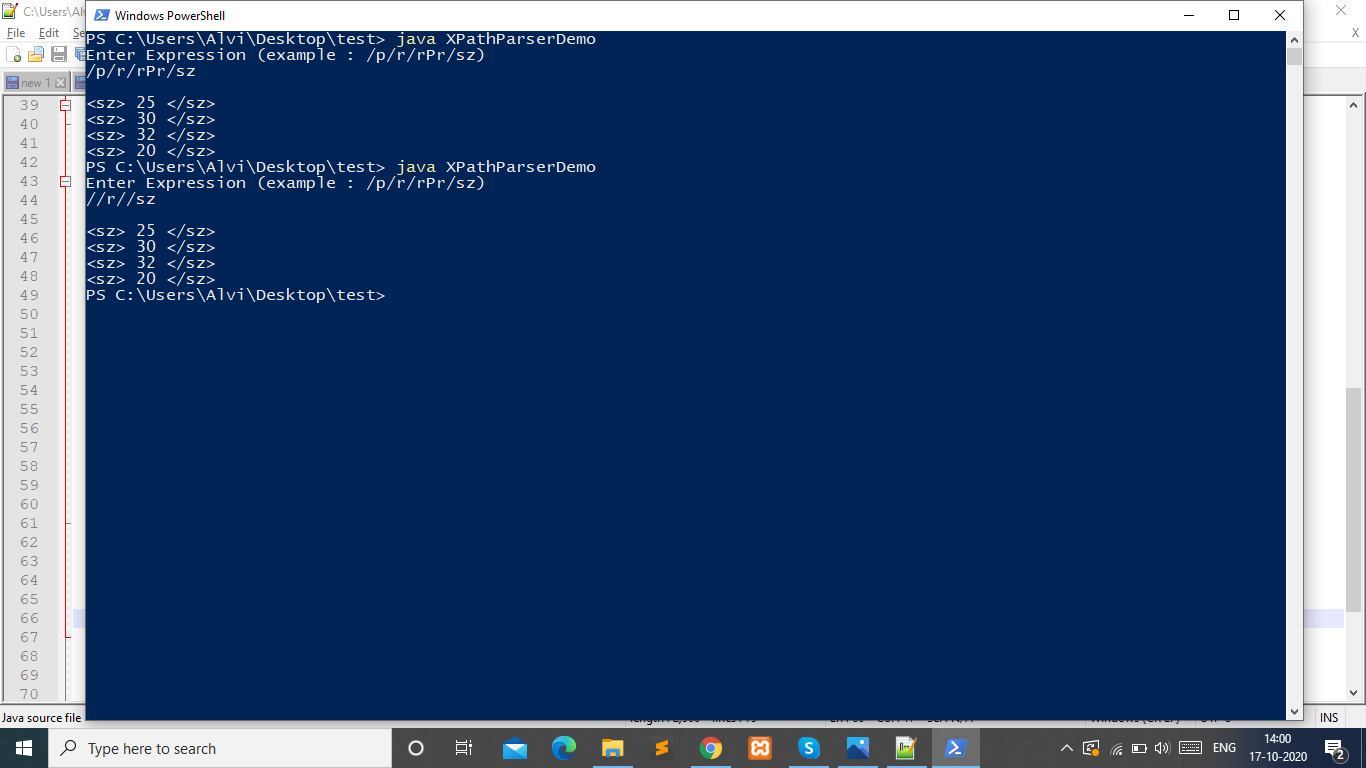 C:\Users\Alv
Windows PowerShell
File Edit Se
X
new 1
PS C:\Users\Alvi\Desktop\test> java XPathParserDemo
Enter Expression (example : /p/r/rPr/sz)
/p/r/rPr/sz
<sz> 25 </sz>
<sz> 30 </sz>
<sz> 32 </sz>
<sz> 20 </sz>
PS C:\Users\Alvi\Desktop\test> java XPathParserDemo
Enter Expression (example : /p/r/rPr/sz)
//r//sz
<sz> 25 </sz>
<sz> 30 </sz>
<sz> 32 </sz>
<sz> 20 </sz>
PS C:\Users\Alvi\Desktop\test>
39
40
41
42
43
44
45
46
47
48
49
50
51
52
53
54
55
56
57
58
59
60
61
62
63
64
65
66
67
68
69
70
Java source file
INS
Type here to search
ENG
14:00
17-10-2020
2